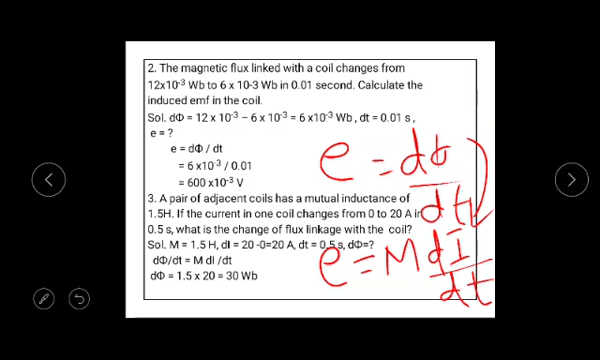 2. The magnetic flux linked with a coil changes from
12x10⁻³ Wb to 6 x 10-3 Wb in 0.01 second. Calculate the
induced emf in the coil.
Sol. dΦ = 12 x 10⁻³ – 6 x 10⁻³ = 6 x10⁻³ Wb , dt = 0.01 s ,
e = ?
e = dΦ / dt
= 6 x10⁻³ / 0.01
= 600 x10⁻³ V
e = dΦ/dt
3. A pair of adjacent coils has a mutual inductance of
1.5H. If the current in one coil changes from 0 to 20 A in
0.5 s, what is the change of flux linkage with the coil?
Sol. M = 1.5 H, dI = 20 -0=20 A, dt = 0.5 s, dΦ=?
dΦ/dt = M dI /dt
dΦ = 1.5 x 20 = 30 Wb
e = M dI/dt